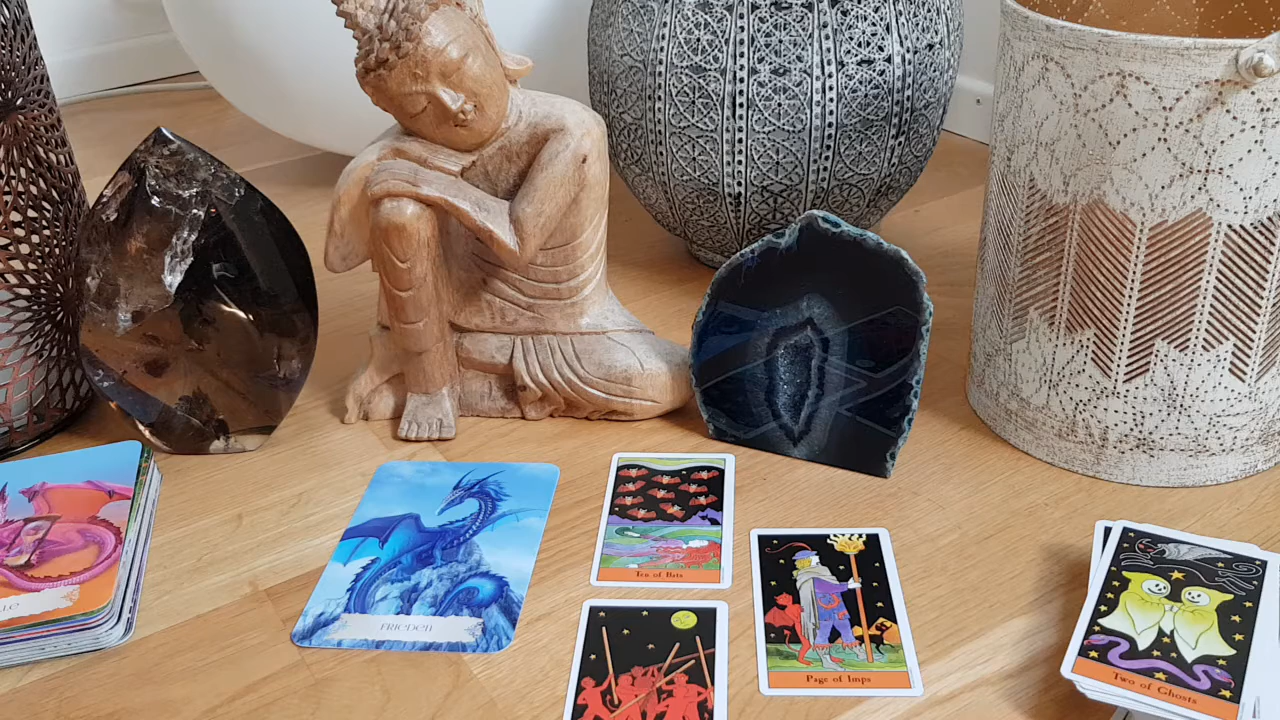 FRIEDEN
Ten of Bats
Page of Imps
Two of Ghosts